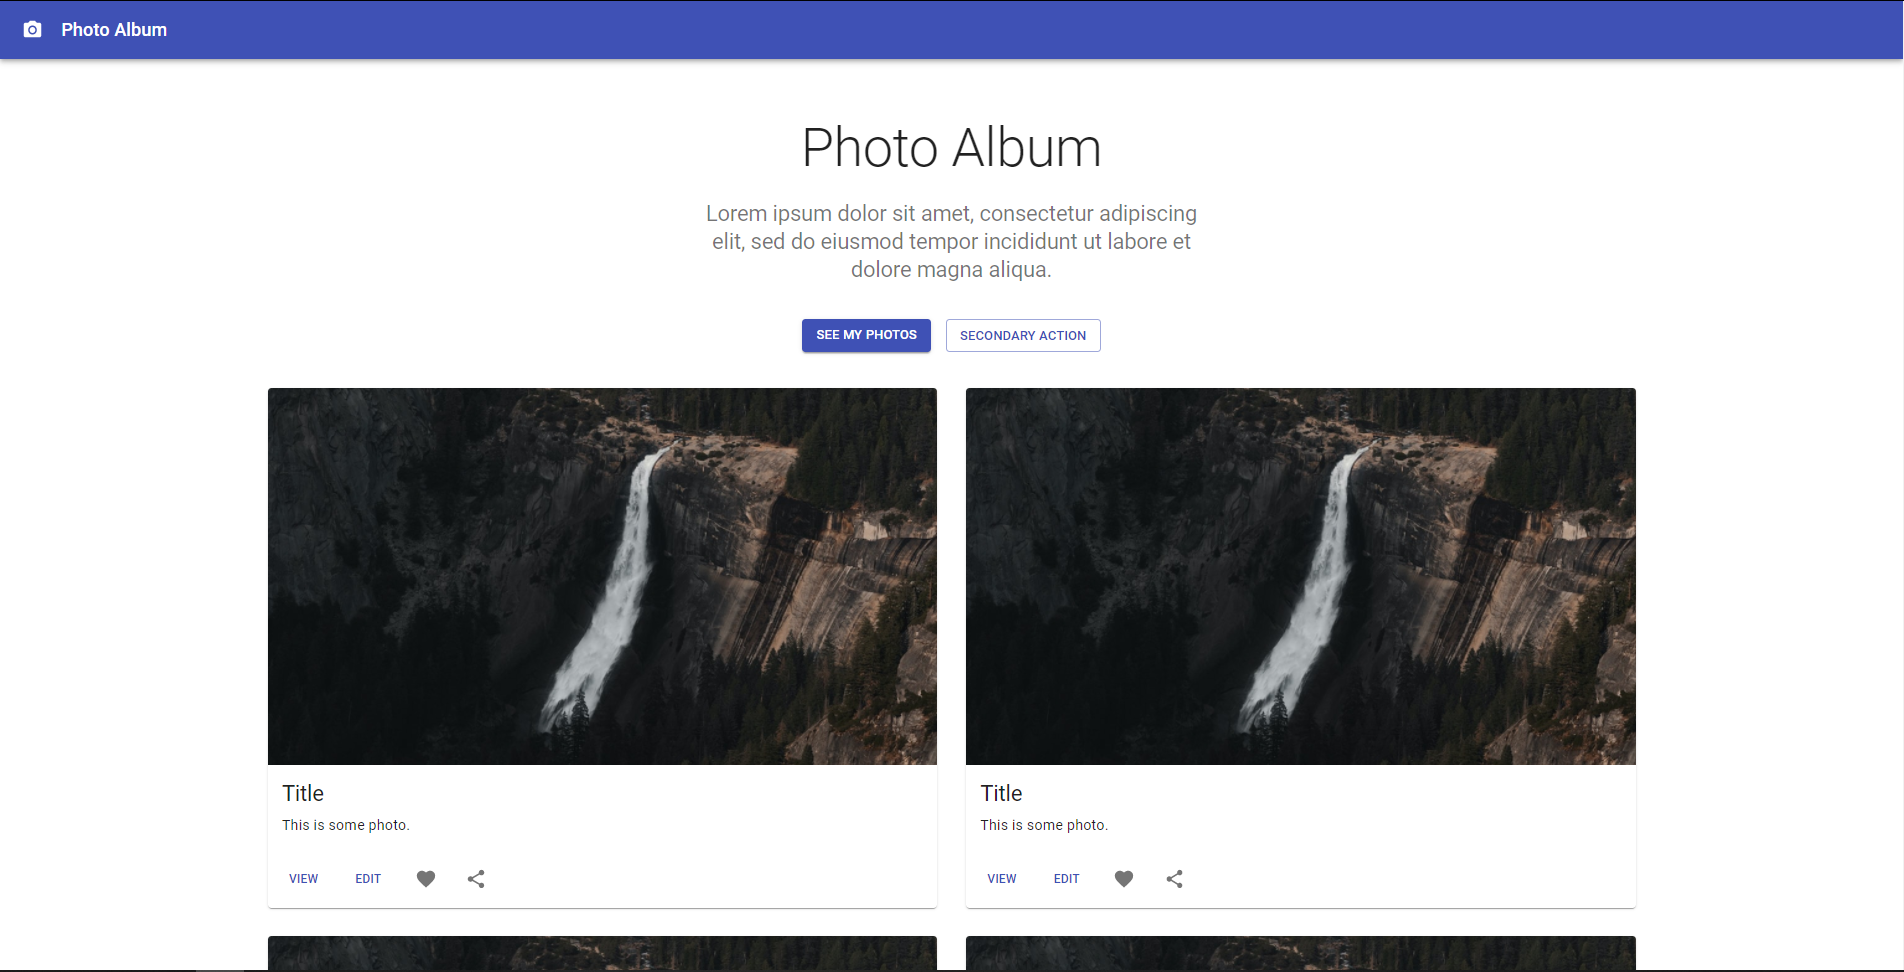 Photo Album
Photo Album
Lorem ipsum dolor sit amet, consectetur adipiscing
elit, sed do eiusmod tempor incididunt ut labore et
dolore magna aliqua.
SEE MY PHOTOS
SECONDARY ACTION
Title
This is some photo.
VIEW
EDIT
Title
This is some photo.
VIEW
EDIT